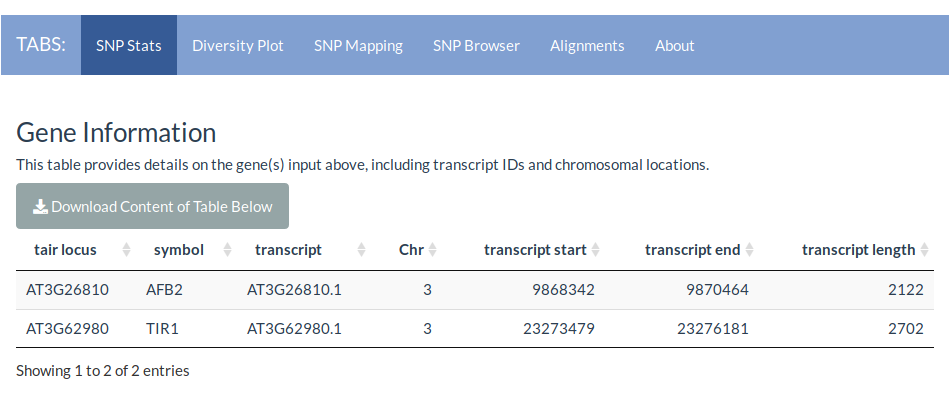 TABS: SNP Stats Diversity Plot SNP Mapping SNP Browser Alignments About
Gene Information
This table provides details on the gene(s) input above, including transcript IDs and chromosomal locations.
Download Content of Table Below
tair locus symbol transcript Chr transcript start transcript end transcript length
AT3G26810 AFB2 AT3G26810.1 3 9868342 9870464 2122
AT3G62980 TIR1 AT3G62980.1 3 23273479 23276181 2702
Showing 1 to 2 of 2 entries